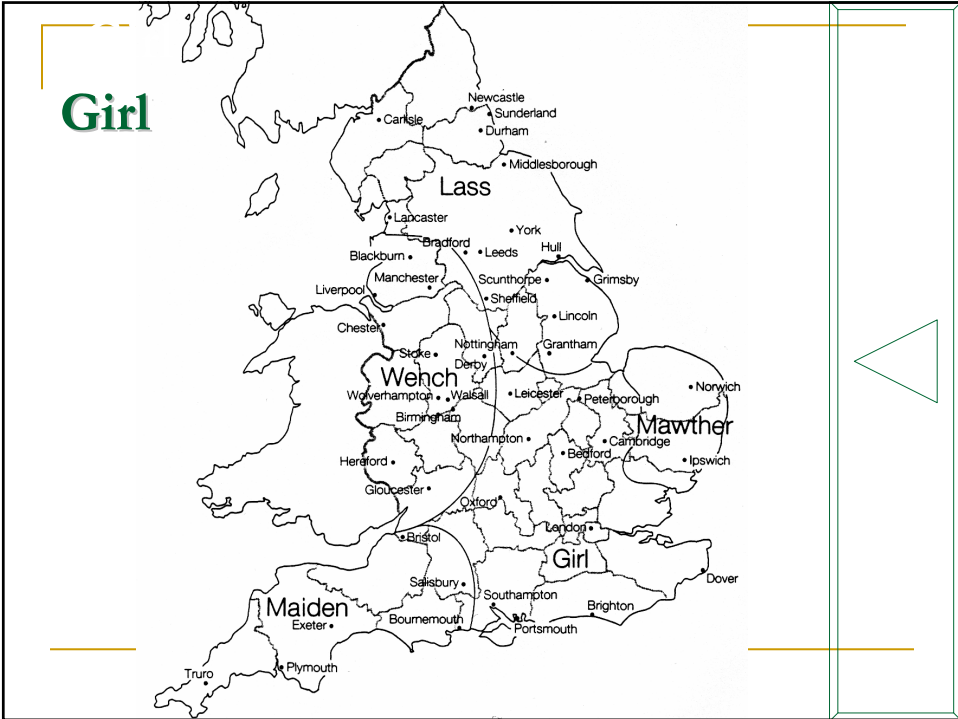 Girl
Newcastle
Sunderland
Carlisle
Durham
Middlesborough
Lass
Lancaster
York
Bradford
Leeds
Hull
Blackburn
Manchester
Scunthorpe
Grimsby
Liverpool
Sheffield
Lincoln
Chester
Nottingham
Grantham
Stoke
Derby
Wench
Norwich
Wolverhampton
Walsall
Leicester
Peterborough
Birmingham
Mawther
Northampton
Cambridge
Bedford
Hereford
Ipswich
Gloucester
Oxford
London
Bristol
Girl
Dover
Salisbury
Southampton
Maiden
Brighton
Bournemouth
Exeter
Portsmouth
Plymouth
Truro